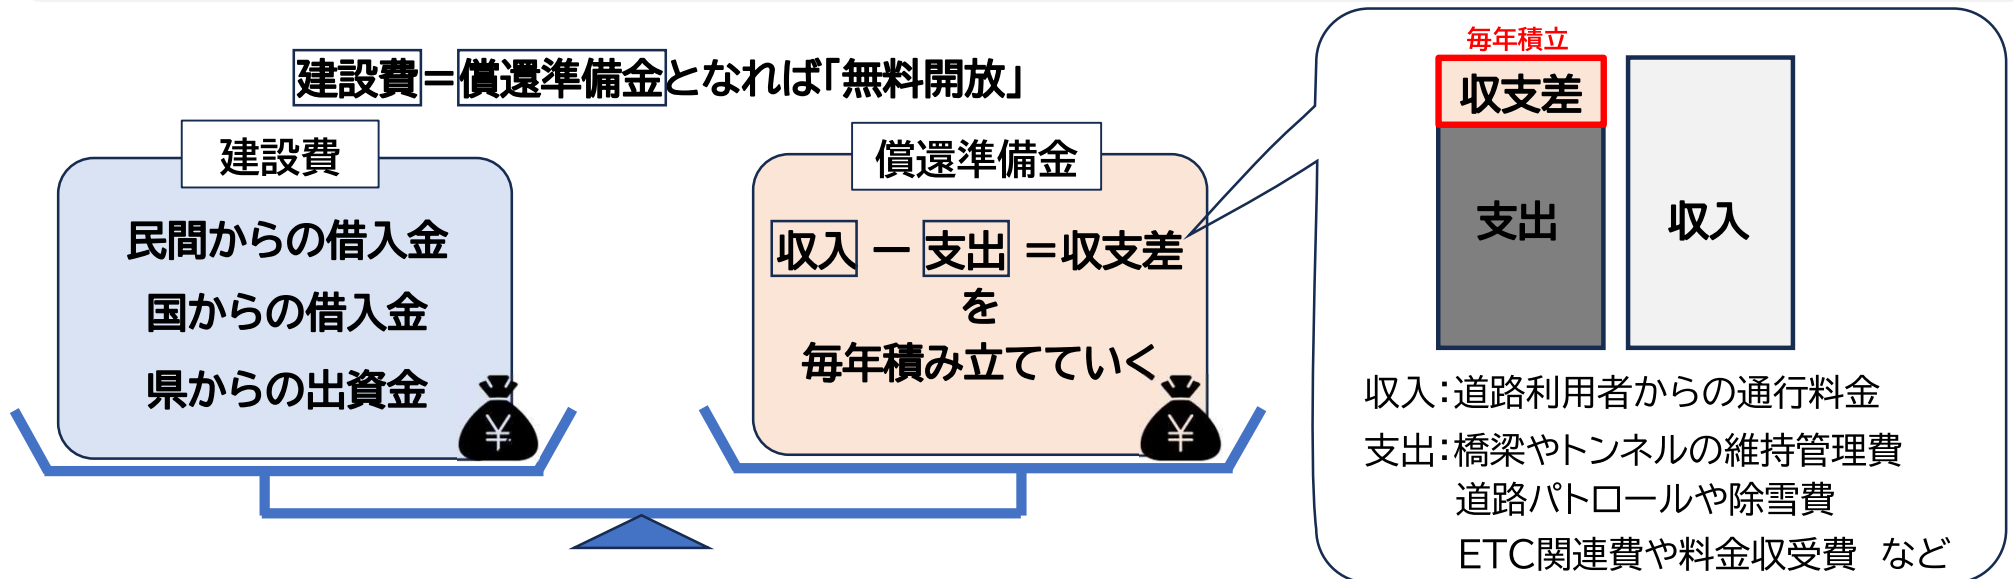 建設費＝償還準備金となれば「無料開放」
建設費
民間からの借入金
国からの借入金
県からの出資金
¥
償還準備金
収入 － 支出 ＝収支差
を
毎年積み立てていく
¥
毎年積立
収支差
支出
収入
収入：道路利用者からの通行料金
支出：橋梁やトンネルの維持管理費
道路パトロールや除雪費
ETC関連費や料金収受費　など